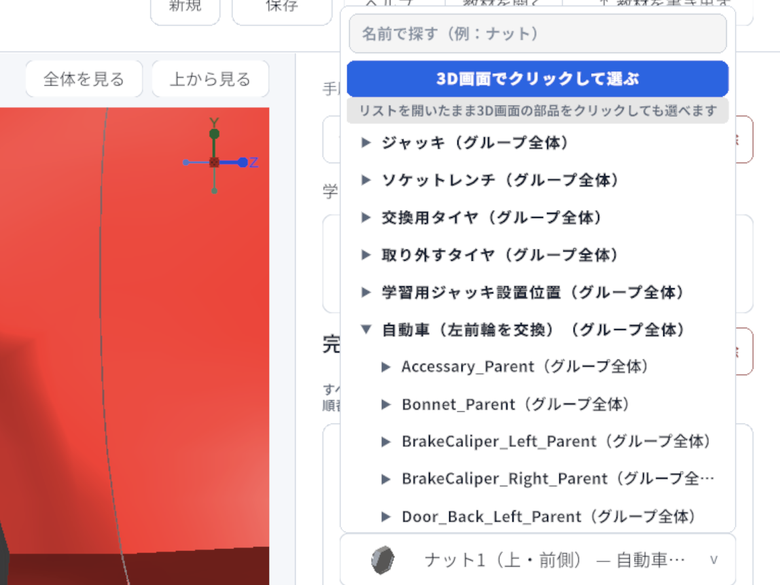 新規
保存
全体を見る
上から見る
Y
Z
手
学
完
名前で探す（例：ナット）
3D画面でクリックして選ぶ
リストを開いたまま3D画面の部品をクリックしても選べます
▶ ジャッキ（グループ全体）
▶ ソケットレンチ（グループ全体）
▶ 交換用タイヤ（グループ全体）
▶ 取り外すタイヤ（グループ全体）
▶ 学習用ジャッキ設置位置（グループ全体）
▼ 自動車（左前輪を交換）（グループ全体）
▶ Accessary_Parent（グループ全体）
▶ Bonnet_Parent（グループ全体）
▶ BrakeCaliper_Left_Parent（グループ全体）
▶ BrakeCaliper_Right_Parent（グループ全…
▶ Door_Back_Left_Parent（グループ全体）
ナット1（上・前側） — 自動車… v